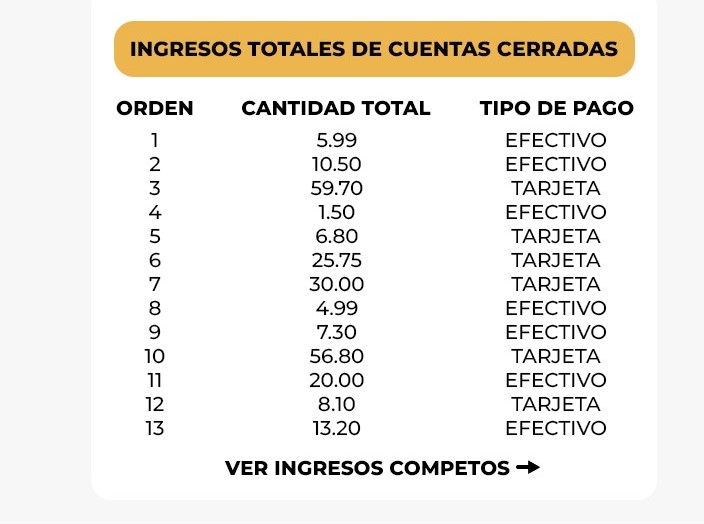 INGRESOS TOTALES DE CUENTAS CERRADAS
ORDEN CANTIDAD TOTAL TIPO DE PAGO
1 5.99 EFECTIVO
2 10.50 EFECTIVO
3 59.70 TARJETA
4 1.50 EFECTIVO
5 6.80 TARJETA
6 25.75 TARJETA
7 30.00 TARJETA
8 4.99 EFECTIVO
9 7.30 EFECTIVO
10 56.80 TARJETA
11 20.00 EFECTIVO
12 8.10 TARJETA
13 13.20 EFECTIVO
VER INGRESOS COMPETOS →